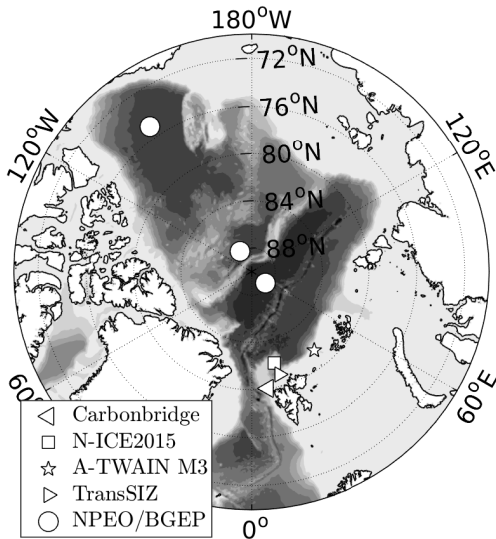 180°W
72°N
76°N
120°W
120°E
80°N
84°N
88°N
60°
60°E
Carbonbridge
N-ICE2015
A-TWAIN M3
TransSIZ
NPEO/BGEP
0°